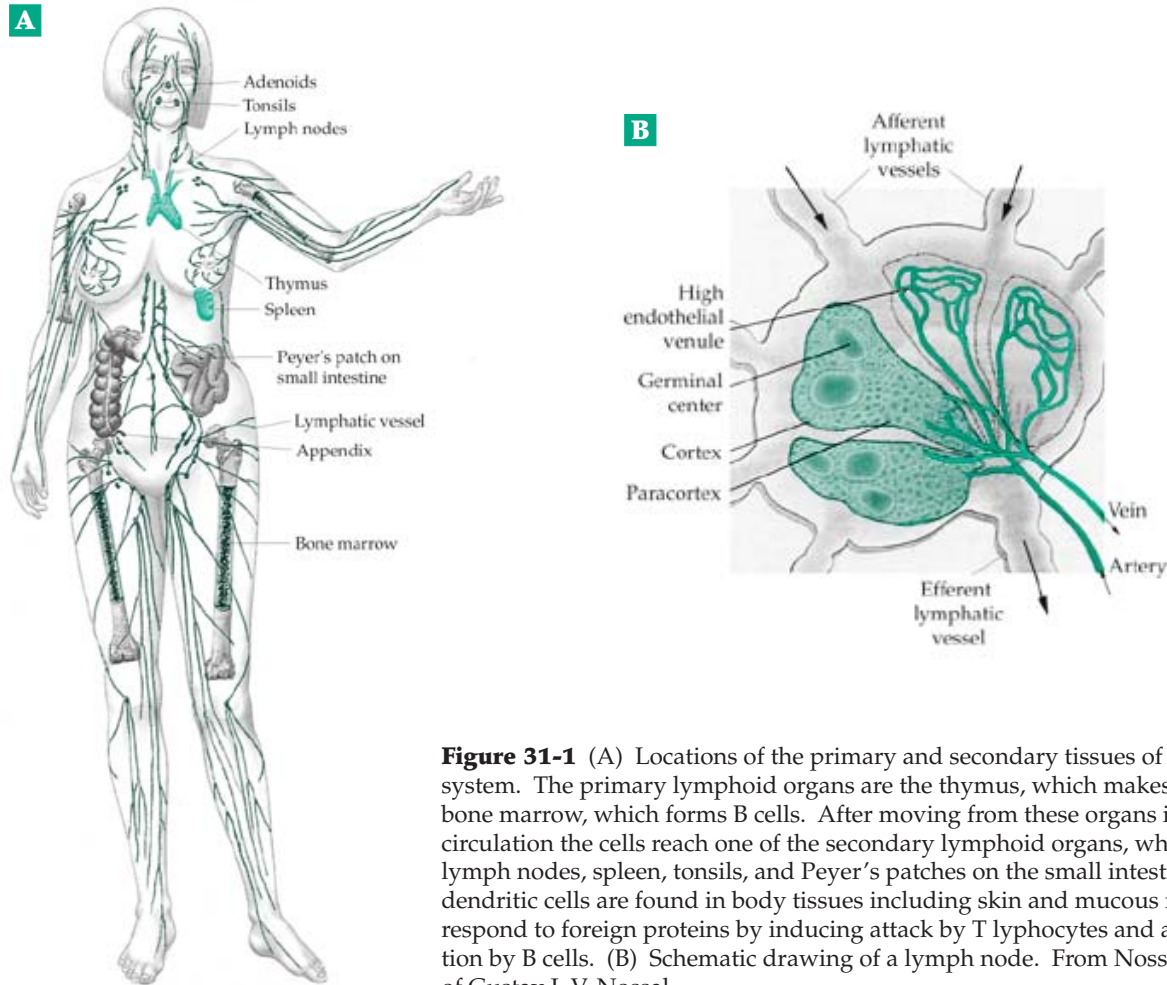 A
Adenoids
Tonsils
Lymph nodes
Thymus
Spleen
Peyer's patch on
small intestine
Lymphatic vessel
Appendix
Bone marrow
B
Afferent
lymphatic
vessels
High
endothelial
venule
Germinal
center
Cortex
Paracortex
Vein
Artery
Efferent
lymphatic
vessel
Figure 31-1 (A) Locations of the primary and secondary tissues of
system. The primary lymphoid organs are the thymus, which makes
bone marrow, which forms B cells. After moving from these organs i
circulation the cells reach one of the secondary lymphoid organs, wh
lymph nodes, spleen, tonsils, and Peyer's patches on the small intest
dendritic cells are found in body tissues including skin and mucous
respond to foreign proteins by inducing attack by T lyphocytes and a
tion by B cells. (B) Schematic drawing of a lymph node. From Noss